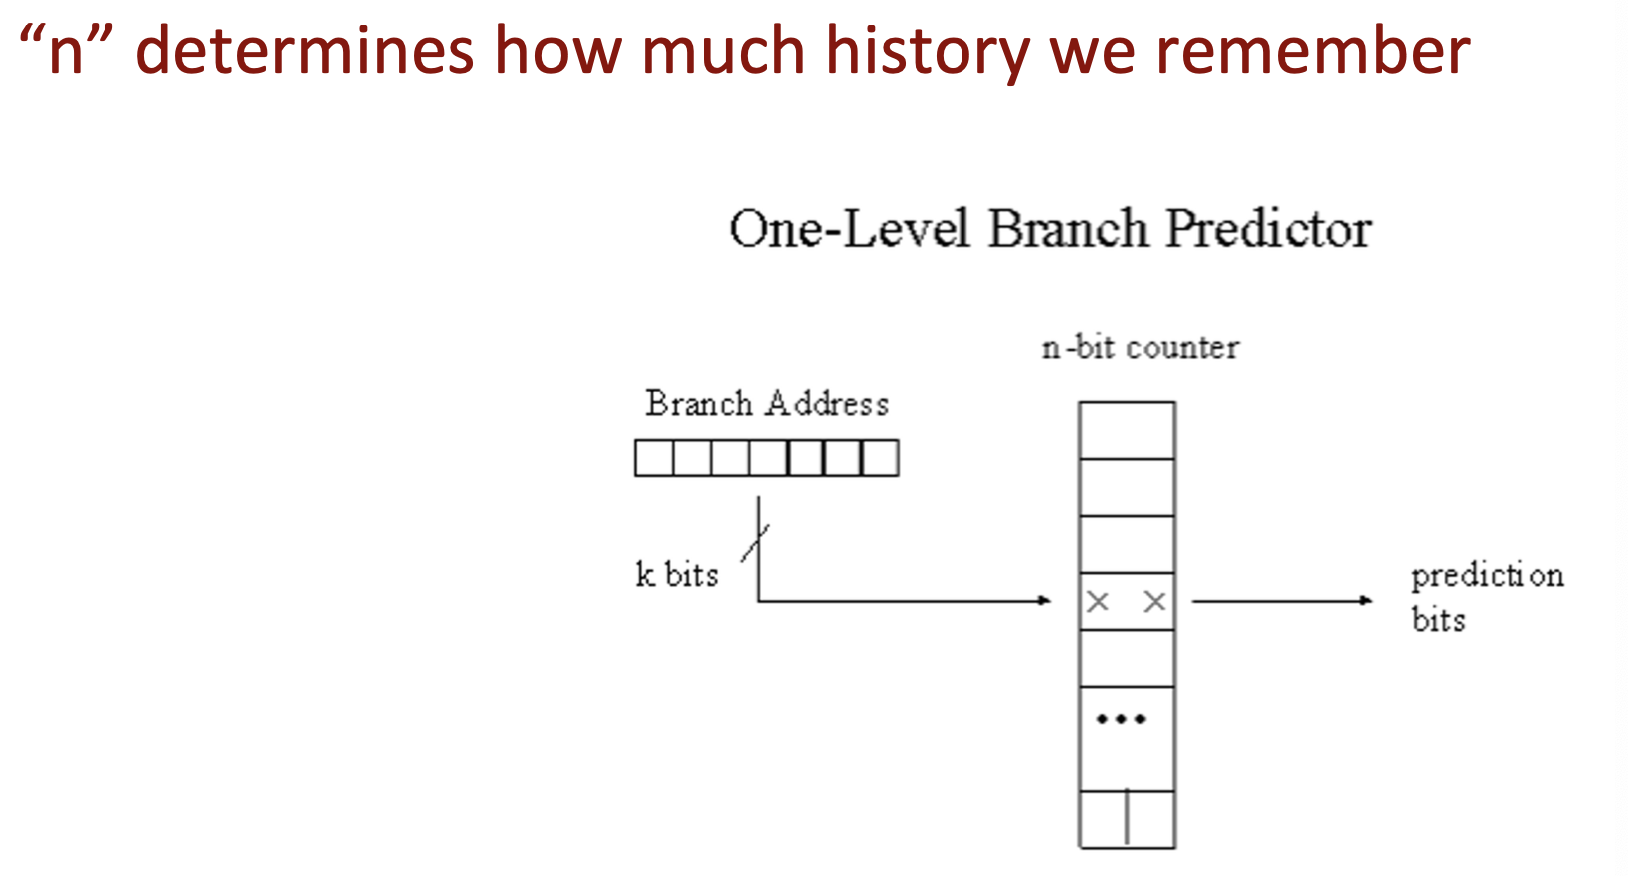 “n” determines how much history we remember
One-Level Branch Predictor
n-bit counter
Branch Address
k bits
× ×
prediction
bits
•••